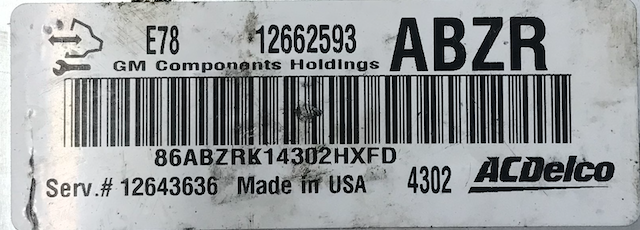 E78 12662593 ABZR
GM Components Holdings
86ABZRK14302HXFD
Serv.# 12643636 Made in USA 4302 ACDelco